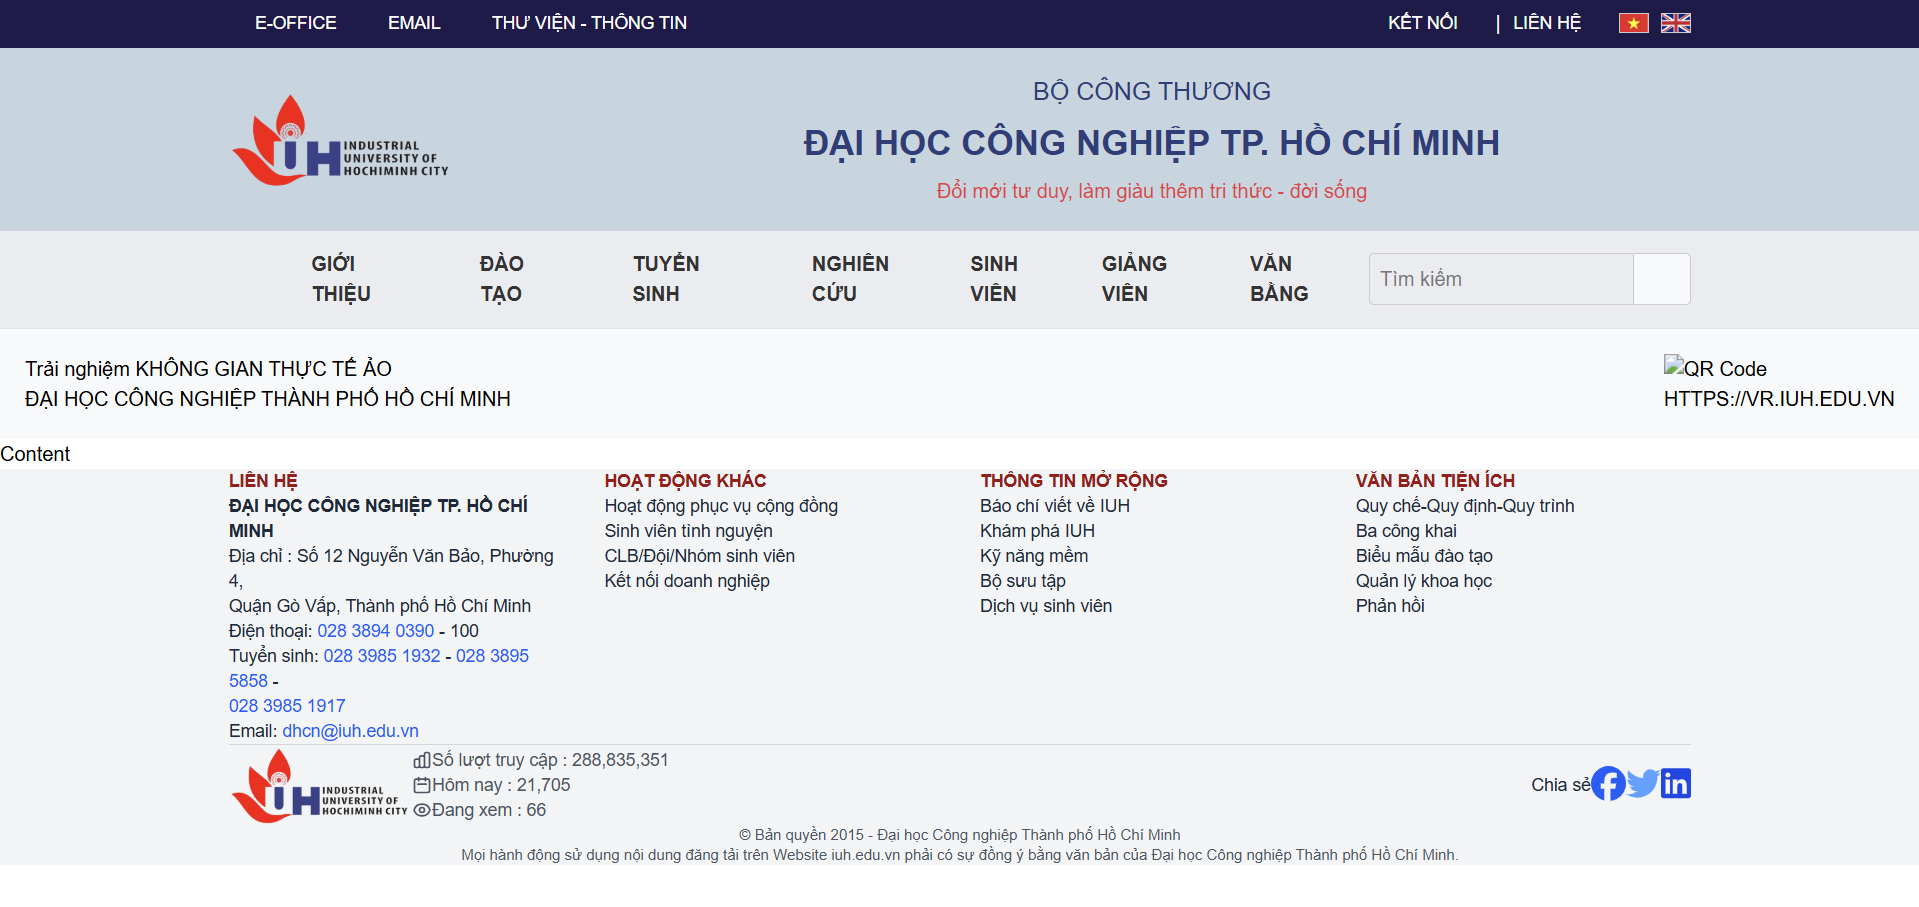 E-OFFICE EMAIL THƯ VIỆN - THÔNG TIN KẾT NỐI | LIÊN HỆ
BỘ CÔNG THƯƠNG
ĐẠI HỌC CÔNG NGHIỆP TP. HỒ CHÍ MINH
Đổi mới tư duy, làm giàu thêm tri thức - đời sống
IUH
INDUSTRIAL
UNIVERSITY OF
HOCHIMINH CITY
GIỚI THIỆU
ĐÀO TẠO
TUYỂN SINH
NGHIÊN CỨU
SINH VIÊN
GIẢNG VIÊN
VĂN BẰNG
Tìm kiếm
Trải nghiệm KHÔNG GIAN THỰC TẾ ẢO
ĐẠI HỌC CÔNG NGHIỆP THÀNH PHỐ HỒ CHÍ MINH
QR Code
HTTPS://VR.IUH.EDU.VN
Content
LIÊN HỆ
ĐẠI HỌC CÔNG NGHIỆP TP. HỒ CHÍ
MINH
Địa chỉ : Số 12 Nguyễn Văn Bảo, Phường
4,
Quận Gò Vấp, Thành phố Hồ Chí Minh
Điện thoại: 028 3894 0390 - 100
Tuyển sinh: 028 3985 1932 - 028 3895
5858 -
028 3985 1917
Email: dhcn@iuh.edu.vn
HOẠT ĐỘNG KHÁC
Hoạt động phục vụ cộng đồng
Sinh viên tình nguyện
CLB/Đội/Nhóm sinh viên
Kết nối doanh nghiệp
THÔNG TIN MỞ RỘNG
Báo chí viết về IUH
Khám phá IUH
Kỹ năng mềm
Bộ sưu tập
Dịch vụ sinh viên
VĂN BẢN TIỆN ÍCH
Quy chế-Quy định-Quy trình
Ba công khai
Biểu mẫu đào tạo
Quản lý khoa học
Phản hồi
IUH
INDUSTRIAL
UNIVERSITY OF
HOCHIMINH CITY
Số lượt truy cập : 288,835,351
Hôm nay : 21,705
Đang xem : 66
Chia sẻ
© Bản quyền 2015 - Đại học Công nghiệp Thành phố Hồ Chí Minh
Mọi hành động sử dụng nội dung đăng tải trên Website iuh.edu.vn phải có sự đồng ý bằng văn bản của Đại học Công nghiệp Thành phố Hồ Chí Minh.